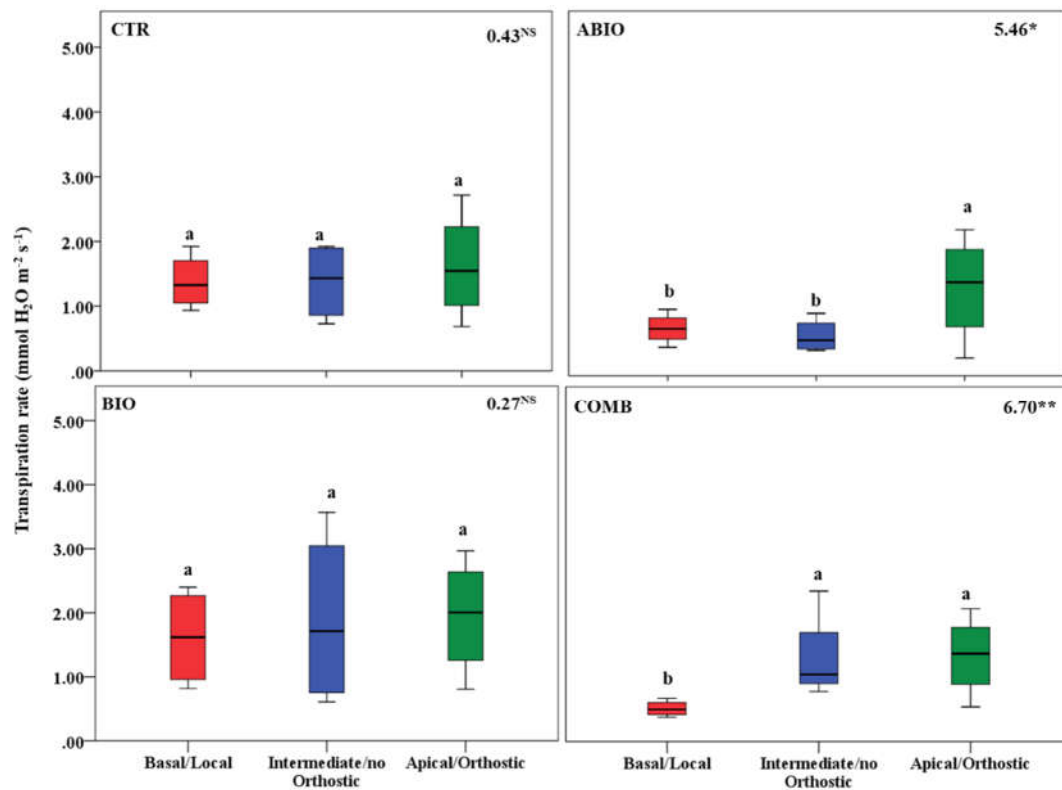 CTR
0.43ᴺˢ
ABIO
5.46*
5.00
4.00
3.00
2.00
1.00
.00
a
a
a
b
b
a
BIO
0.27ᴺˢ
COMB
6.70**
5.00
4.00
3.00
2.00
1.00
.00
a
a
a
b
a
a
Transpiration rate (mmol H₂O m⁻² s⁻¹)
Basal/Local
Intermediate/no
Orthostic
Apical/Orthostic
Basal/Local
Intermediate/no
Orthostic
Apical/Orthostic